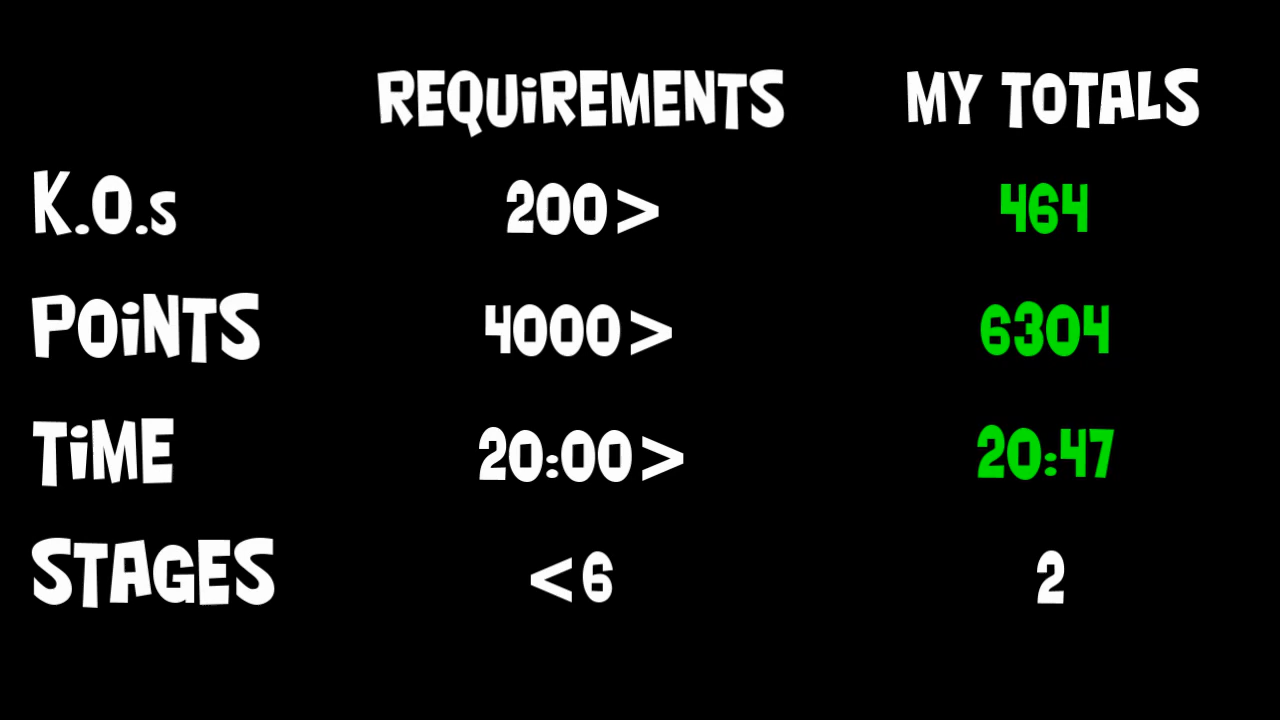 REQUiREMENTS MY TOTALS
K.O.s 200> 464
POiNTS 4000> 6304
TiME 20:00> 20:47
STAGES <6 2